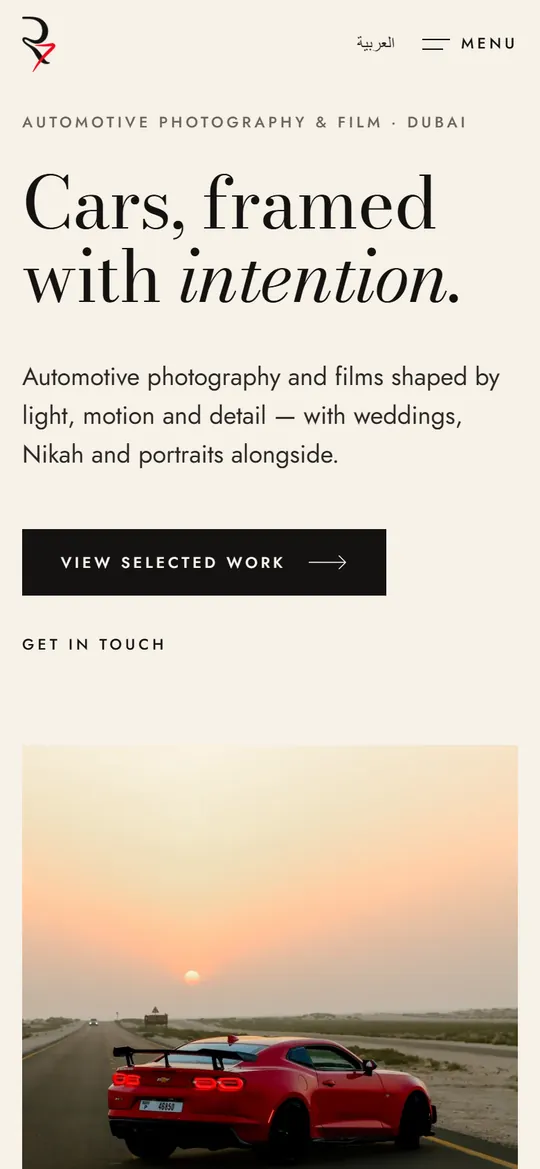 العربية
MENU
AUTOMOTIVE PHOTOGRAPHY & FILM · DUBAI
Cars, framed
with intention.
Automotive photography and films shaped by
light, motion and detail — with weddings,
Nikah and portraits alongside.
VIEW SELECTED WORK
GET IN TOUCH
46850